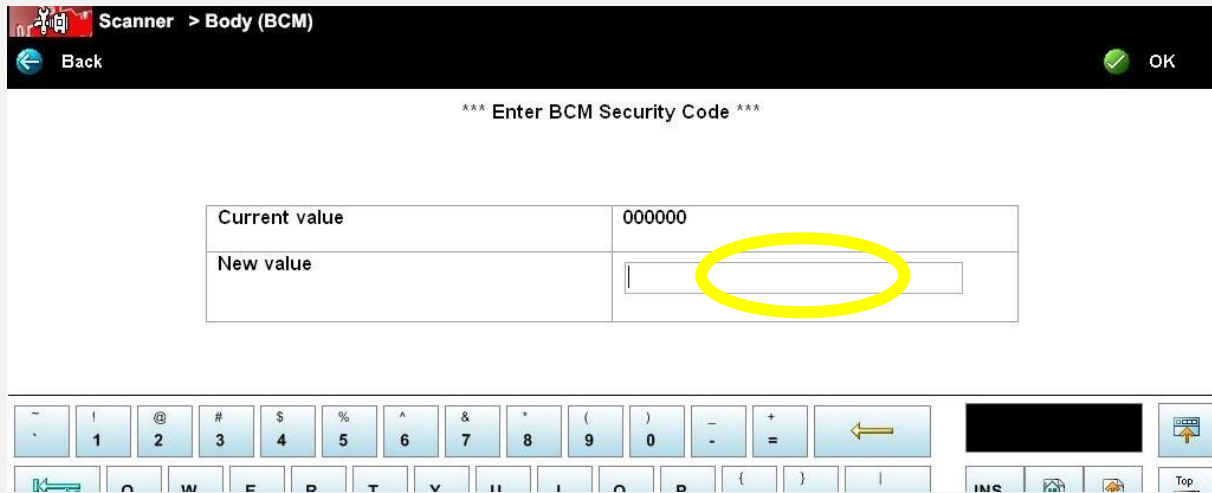 Scanner > Body (BCM)
Back OK
*** Enter BCM Security Code ***
Current value 000000
New value
~ ! @ # $ % ^ & * ( ) _ +
` 1 2 3 4 5 6 7 8 9 0 - =
{ } |
Q W E R T Y U I O P INS Top